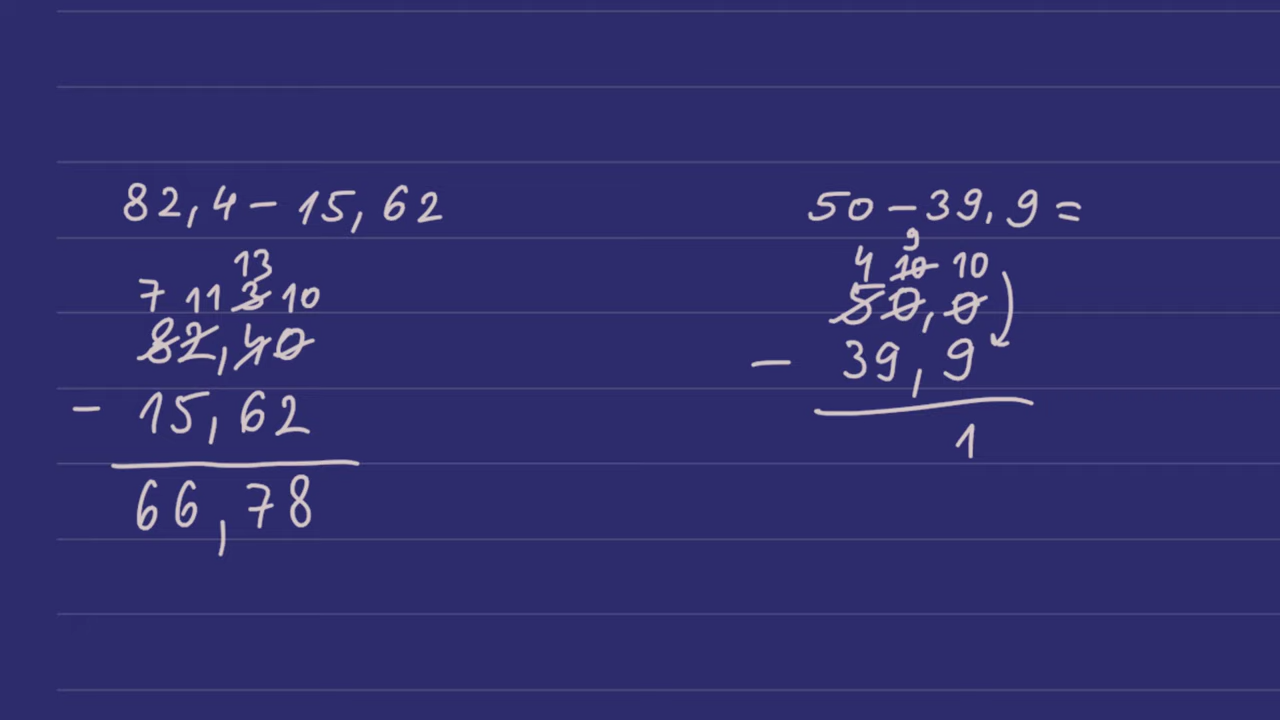 82,4 - 15,62
13
7 11 3 10
82,40
- 15,62
66,78
50 - 39,9 =
9
4 10 10
50,0
- 39,9
1